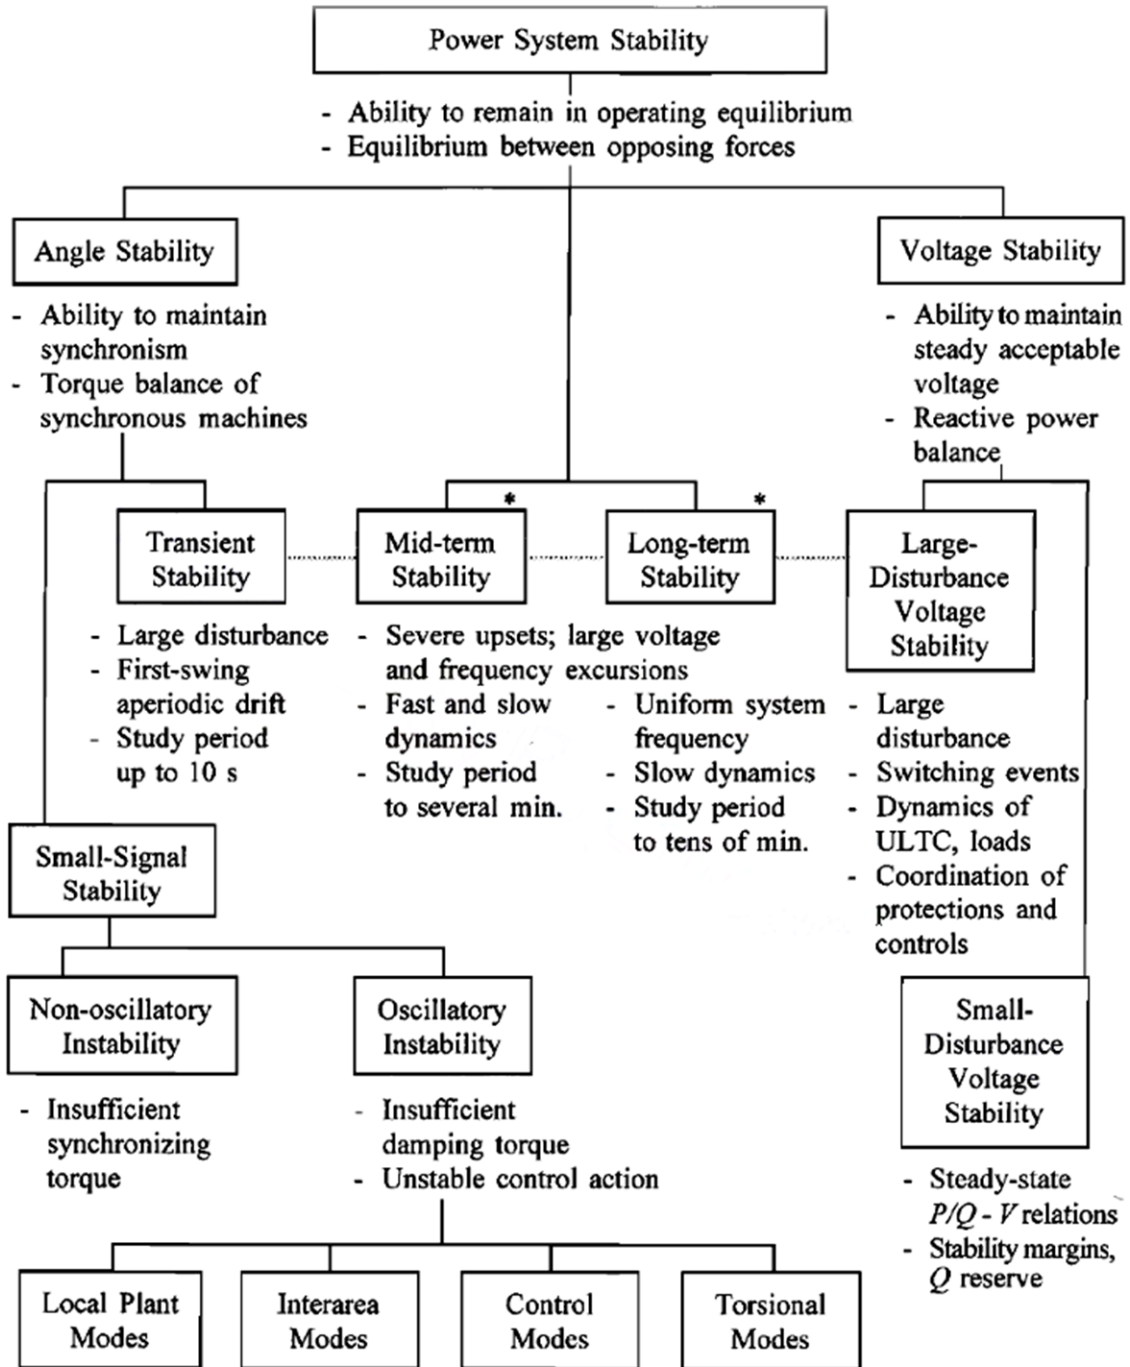 Power System Stability
- Ability to remain in operating equilibrium
- Equilibrium between opposing forces
Angle Stability
- Ability to maintain
synchronism
- Torque balance of
synchronous machines
Voltage Stability
- Ability to maintain
steady acceptable
voltage
- Reactive power
balance
Transient
Stability
- Large disturbance
- First-swing
aperiodic drift
- Study period
up to 10 s
*
Mid-term
Stability
- Severe upsets; large voltage
and frequency excursions
- Fast and slow
dynamics
- Study period
to several min.
*
Long-term
Stability
- Uniform system
frequency
- Slow dynamics
- Study period
to tens of min.
Large-
Disturbance
Voltage
Stability
- Large
disturbance
- Switching events
- Dynamics of
ULTC, loads
- Coordination of
protections and
controls
Small-Signal
Stability
Non-oscillatory
Instability
- Insufficient
synchronizing
torque
Oscillatory
Instability
- Insufficient
damping torque
- Unstable control action
Small-
Disturbance
Voltage
Stability
- Steady-state
P/Q - V relations
- Stability margins,
Q reserve
Local Plant
Modes
Interarea
Modes
Control
Modes
Torsional
Modes